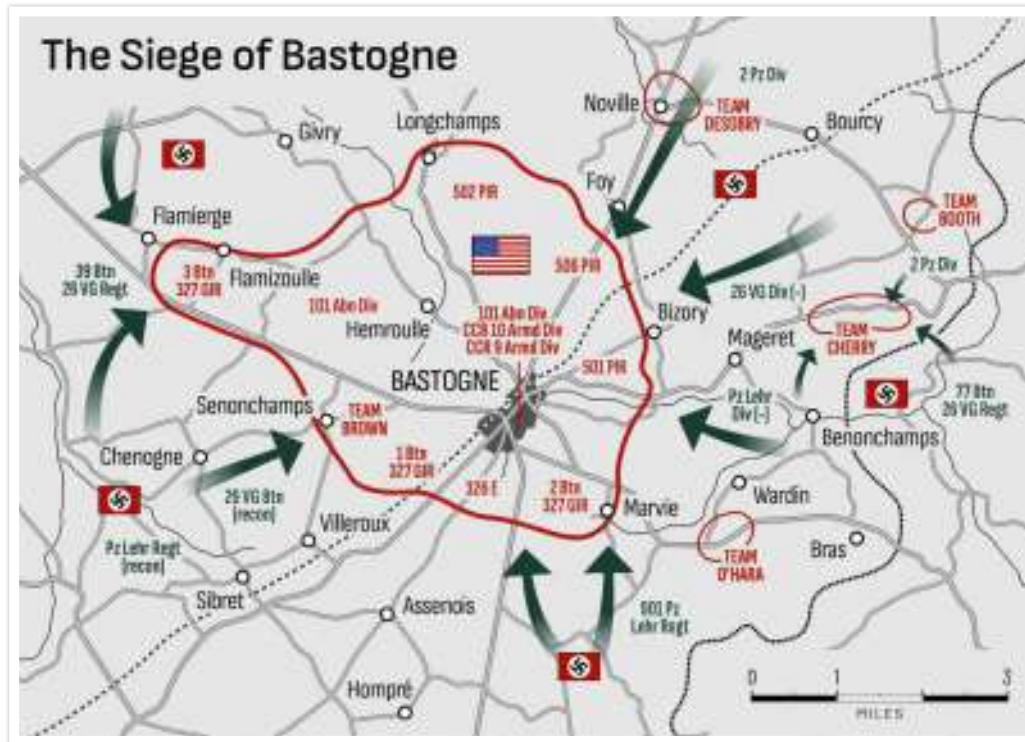 The Siege of Bastogne
2 Pz Div
Noville
TEAM
DESOBRY
Bourcy
Givry
Longchamps
502 PIR
Foy
TEAM
BOOTH
Flamierge
Flamizoulle
39 Btn
26 VG Regt
3 Btn
327 GIR
101 Abn Div
Hemroulle
506 PIR
101 Abn Div
CCB 10 Armd Div
CCR 9 Armd Div
26 VG Div (-)
2 Pz Div
Bizory
TEAM
CHERRY
Mageret
BASTOGNE
501 PIR
Senonchamps
TEAM
BROWN
Pz Lehr
Div (-)
77 Btn
26 VG Regt
Benonchamps
Chenogne
1 Btn
327 GIR
326 E
2 Btn
327 GIR
Marvie
Wardin
26 VG Btn
(recon)
Villeroux
Pz Lehr Regt
(recon)
TEAM
O'HARA
Bras
Sibret
Assenois
901 Pz
Lehr Regt
Hompré
0 1 3
MILES